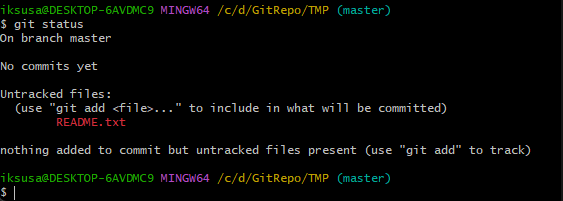 iksusa@DESKTOP-6AVDMC9 MINGW64 /c/d/GitRepo/TMP (master)
$ git status
On branch master
No commits yet
Untracked files:
(use "git add <file>..." to include in what will be committed)
README.txt
nothing added to commit but untracked files present (use "git add" to track)
iksusa@DESKTOP-6AVDMC9 MINGW64 /c/d/GitRepo/TMP (master)
$